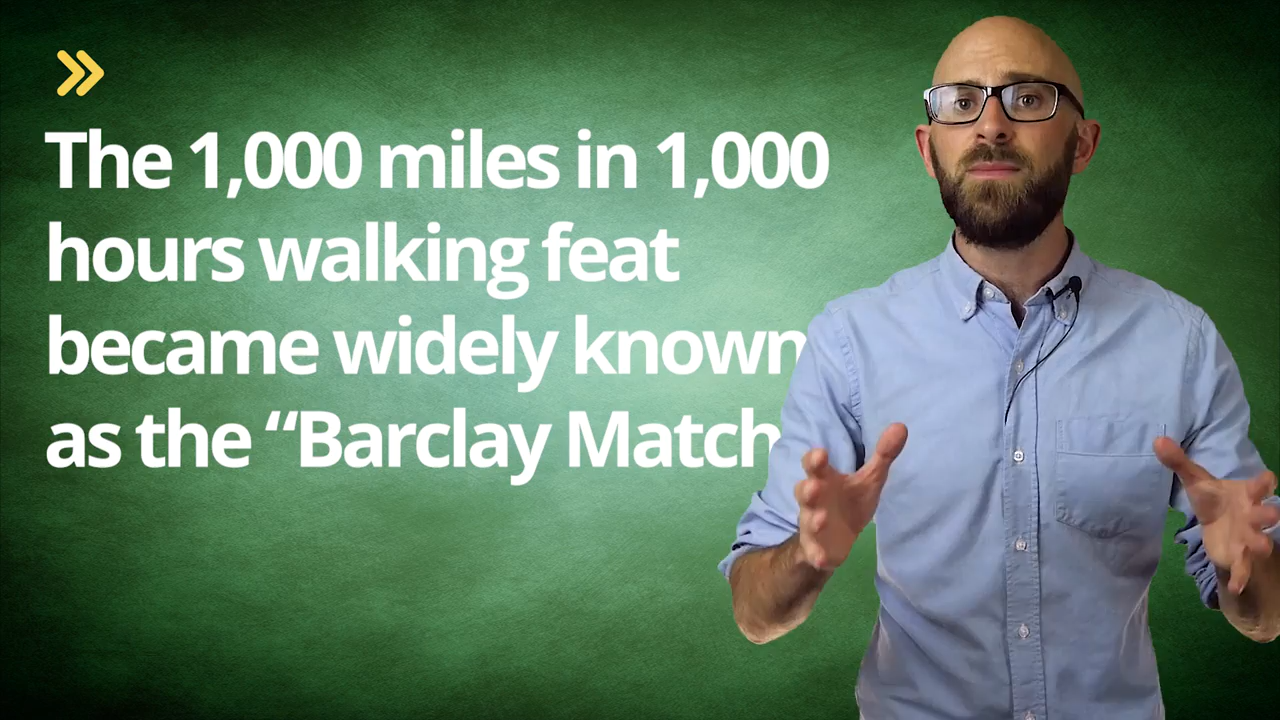 The 1,000 miles in 1,000
hours walking feat
became widely known
as the “Barclay Match